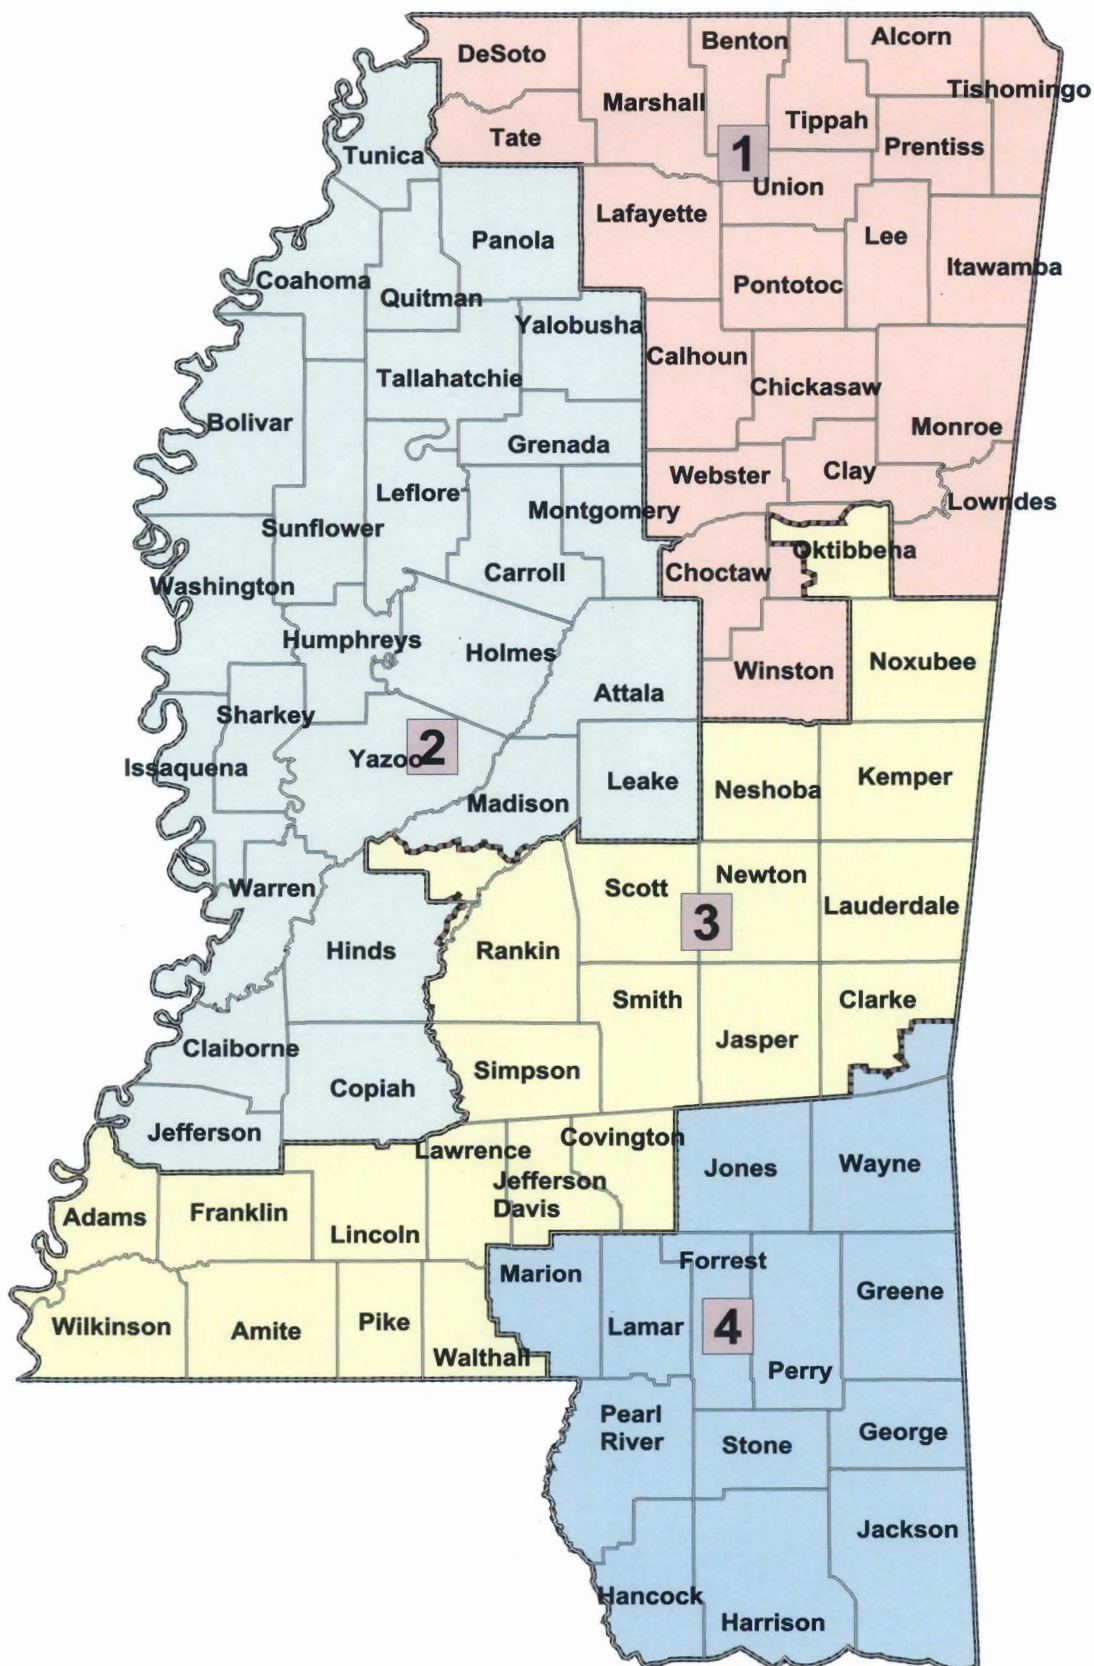 DeSoto
Benton
Alcorn
Marshall
Tishomingo
Tate
Tippah
Prentiss
1
Tunica
Union
Lafayette
Panola
Lee
Coahoma
Quitman
Pontotoc
Itawamba
Yalobusha
Calhoun
Tallahatchie
Chickasaw
Bolivar
Grenada
Monroe
Webster
Clay
Leflore
Montgomery
Lowndes
Sunflower
Oktibbeha
Washington
Carroll
Choctaw
Humphreys
Holmes
Winston
Noxubee
Attala
Sharkey
2
Yazoo
Issaquena
Leake
Neshoba
Kemper
Madison
Warren
Scott
Newton
Lauderdale
3
Hinds
Rankin
Smith
Clarke
Jasper
Claiborne
Simpson
Copiah
Jefferson
Lawrence
Covington
Jones
Wayne
Jefferson
Davis
Adams
Franklin
Lincoln
Marion
Forrest
Greene
Wilkinson
Amite
Pike
Lamar
4
Walthall
Perry
Pearl
River
Stone
George
Jackson
Hancock
Harrison